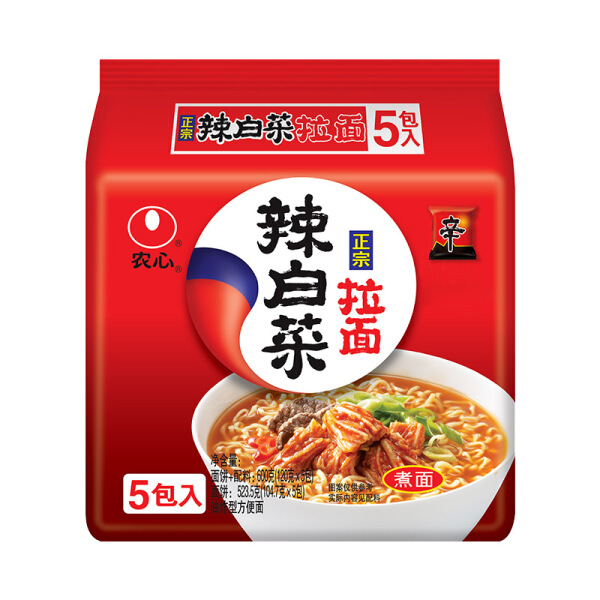 正宗 辣白菜拉面 5包入
农心
辣白菜
正宗
拉面
辛
净含量:
面饼+配料: 600克(120克×5包)
面饼: 523.5克(104.7克×5包)
油炸型方便面
图案仅供参考
实际内容见配料
煮面
5包入